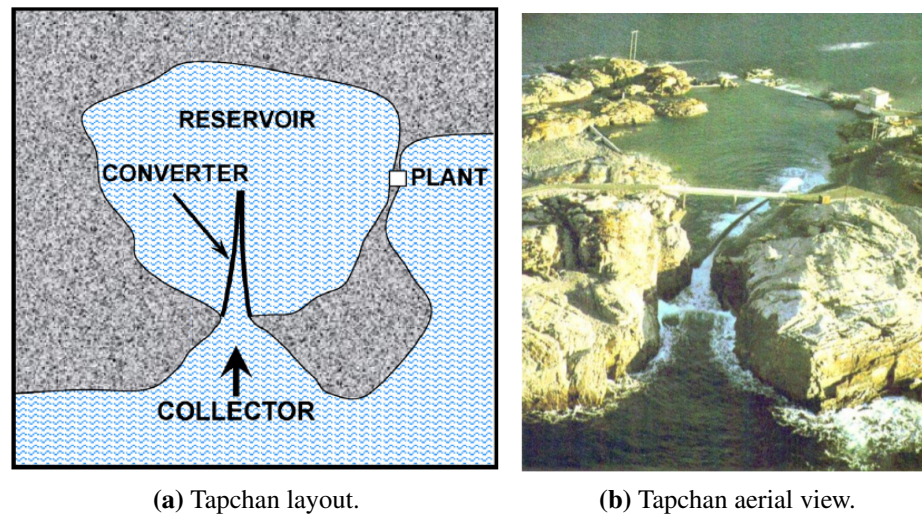 RESERVOIR
CONVERTER
PLANT
COLLECTOR
(a) Tapchan layout.
(b) Tapchan aerial view.